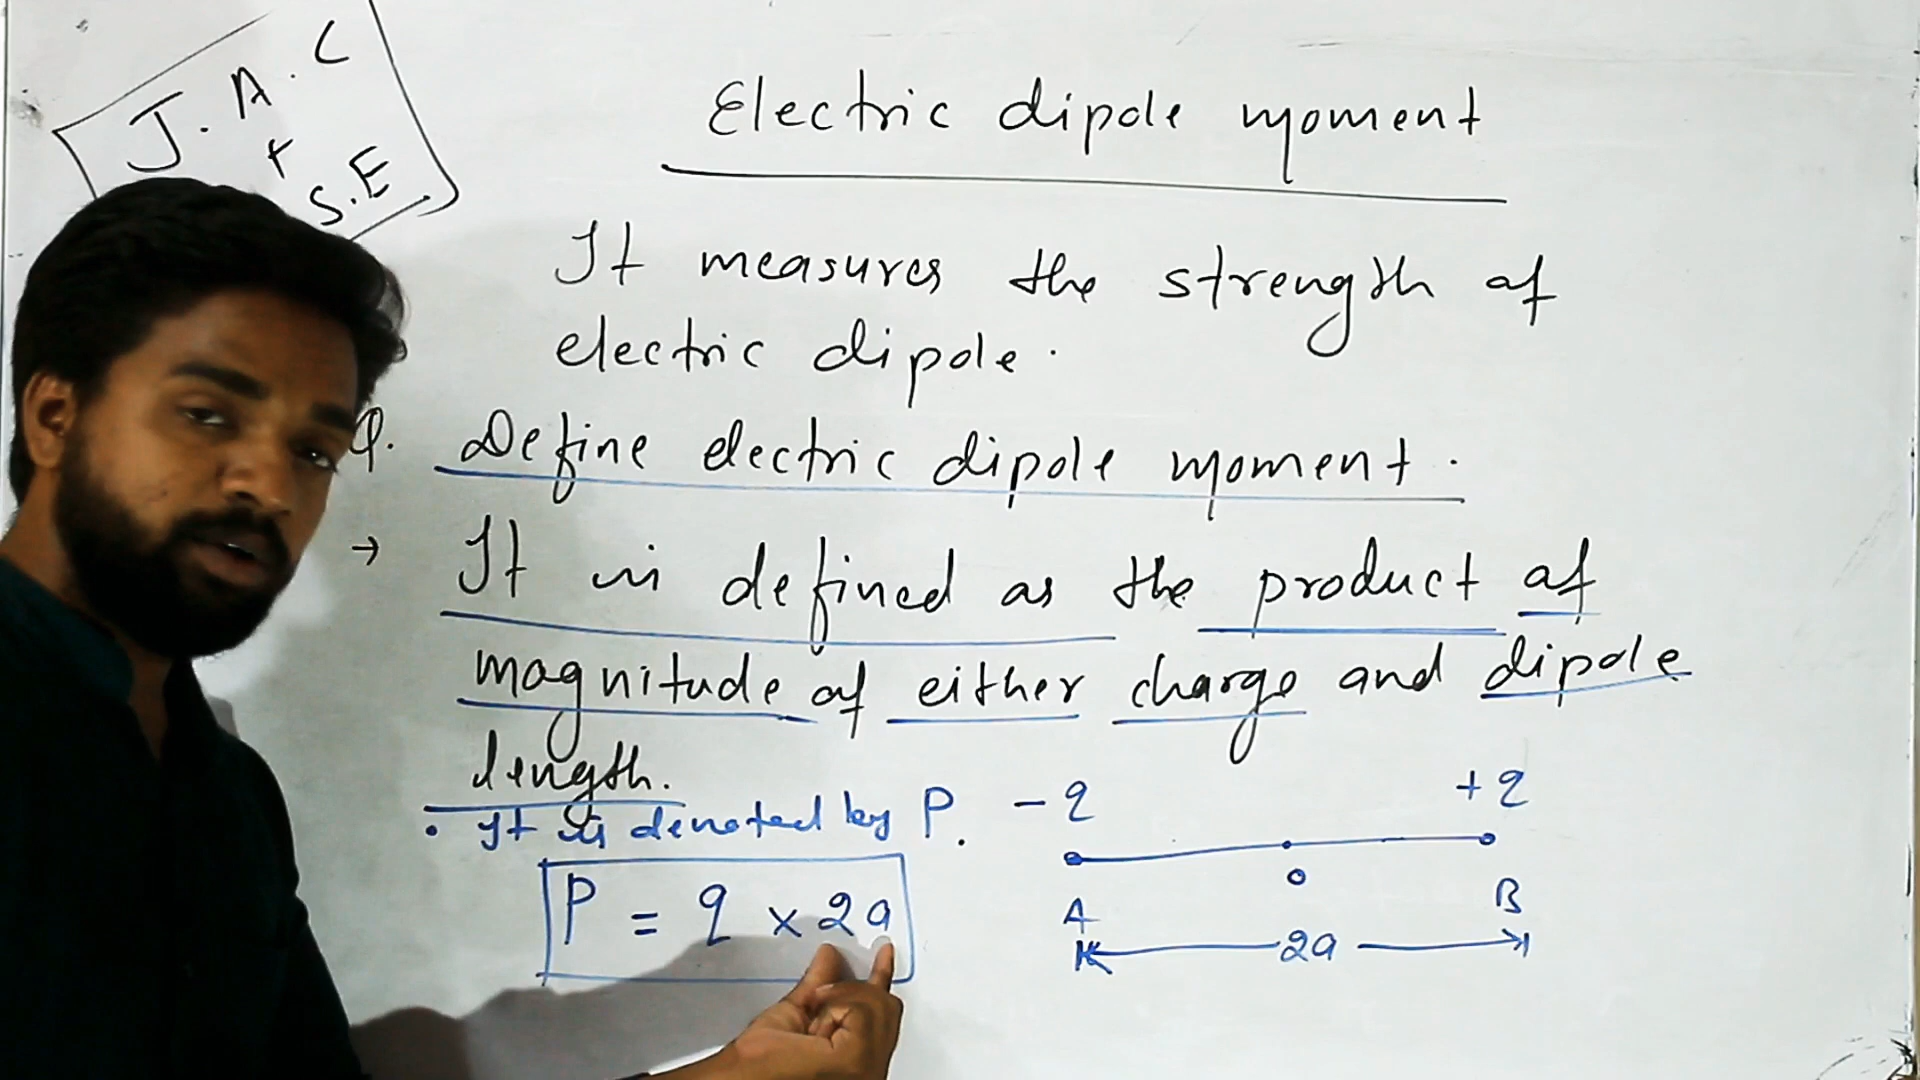 J.A.C
+
S.E
Electric dipole moment
It measures the strength of
electric dipole.
Q. Define electric dipole moment.
→ It is defined as the product of
magnitude of either charge and dipole
length.
• It is denoted by P.
P = q × 2a
-q +q
o
A B
2a